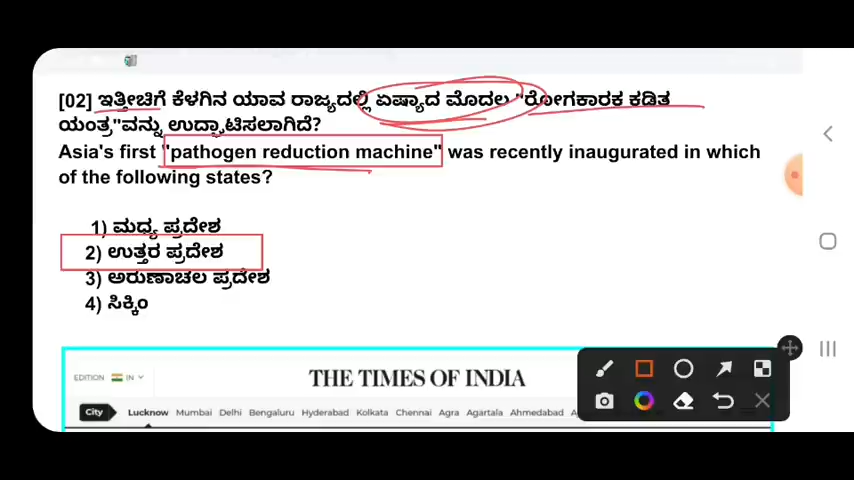 [02] ಇತ್ತೀಚಿಗೆ ಕೆಳಗಿನ ಯಾವ ರಾಜ್ಯದಲ್ಲಿ ಏಷ್ಯಾದ ಮೊದಲ "ರೋಗಕಾರಕ ಕಡಿತ
ಯಂತ್ರ"ವನ್ನು ಉದ್ಘಾಟಿಸಲಾಗಿದೆ?
Asia's first "pathogen reduction machine" was recently inaugurated in which
of the following states?
1) ಮಧ್ಯ ಪ್ರದೇಶ
2) ಉತ್ತರ ಪ್ರದೇಶ
3) ಅರುಣಾಚಲ ಪ್ರದೇಶ
4) ಸಿಕ್ಕಿಂ
EDITION IN THE TIMES OF INDIA
City Lucknow Mumbai Delhi Bengaluru Hyderabad Kolkata Chennai Agra Agartala Ahmedabad